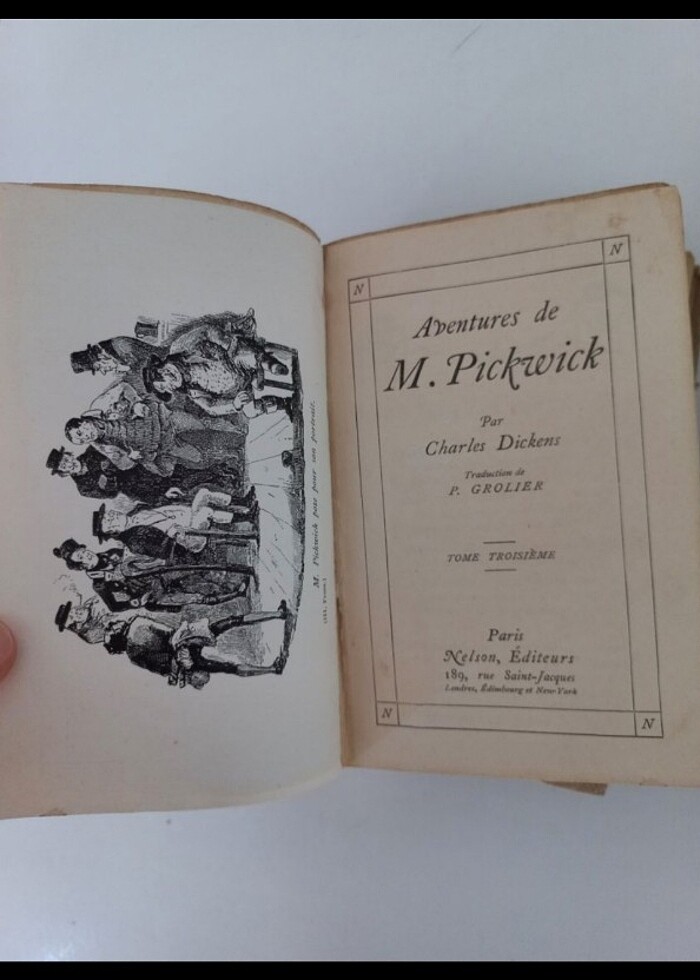 M. Pickwick pose pour son portrait.
N
N
Aventures de
M. Pickwick
Par
Charles Dickens
Traduction de
P. GROLIER
TOME TROISIÈME
Paris
Nelson, Éditeurs
189, rue Saint-Jacques
Londres, Édimbourg et New-York
N
N